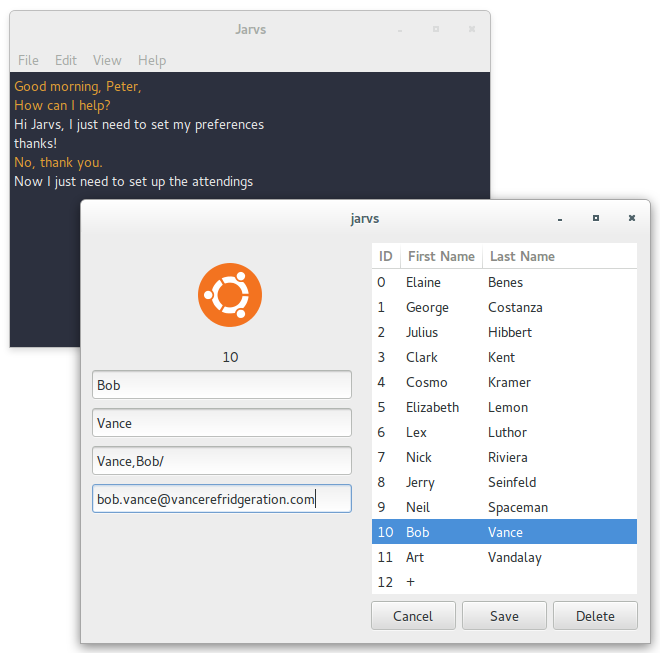 Jarvs
File Edit View Help
Good morning, Peter,
How can I help?
Hi Jarvs, I just need to set my preferences
thanks!
No, thank you.
Now I just need to set up the attendings
jarvs
10
Bob
Vance
Vance,Bob/
bob.vance@vancerefridgeration.com
ID First Name Last Name
0 Elaine Benes
1 George Costanza
2 Julius Hibbert
3 Clark Kent
4 Cosmo Kramer
5 Elizabeth Lemon
6 Lex Luthor
7 Nick Riviera
8 Jerry Seinfeld
9 Neil Spaceman
10 Bob Vance
11 Art Vandalay
12 +
Cancel Save Delete